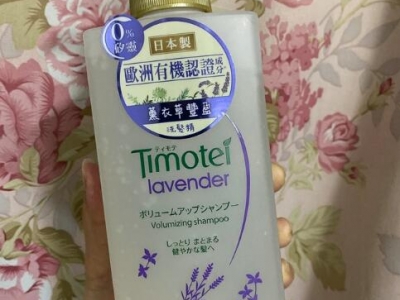 0%
矽靈
日本製
歐洲有機認證成分
薰衣草豐盈
洗髮精
ティモテ
Timotei
lavender
ボリュームアップシャンプー
Volumizing shampoo
しっとり まとまる
健やかな髪へ